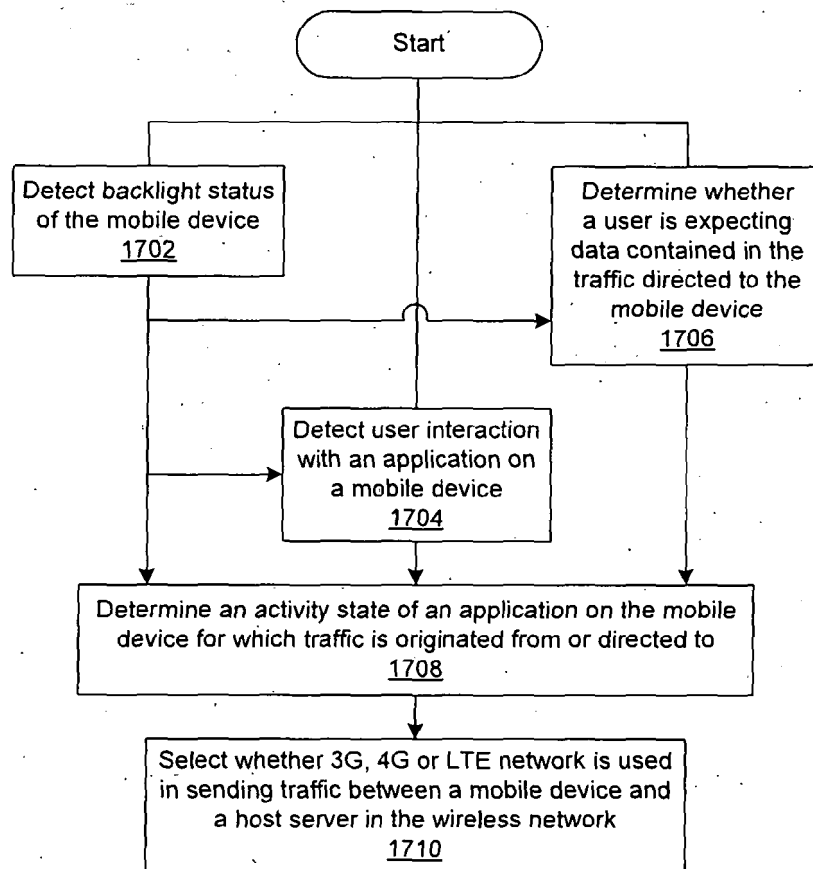 Start
Detect backlight status
of the mobile device
1702
Determine whether
a user is expecting
data contained in the
traffic directed to the
mobile device
1706
Detect user interaction
with an application on
a mobile device
1704
Determine an activity state of an application on the mobile
device for which traffic is originated from or directed to
1708
Select whether 3G, 4G or LTE network is used
in sending traffic between a mobile device and
a host server in the wireless network
1710